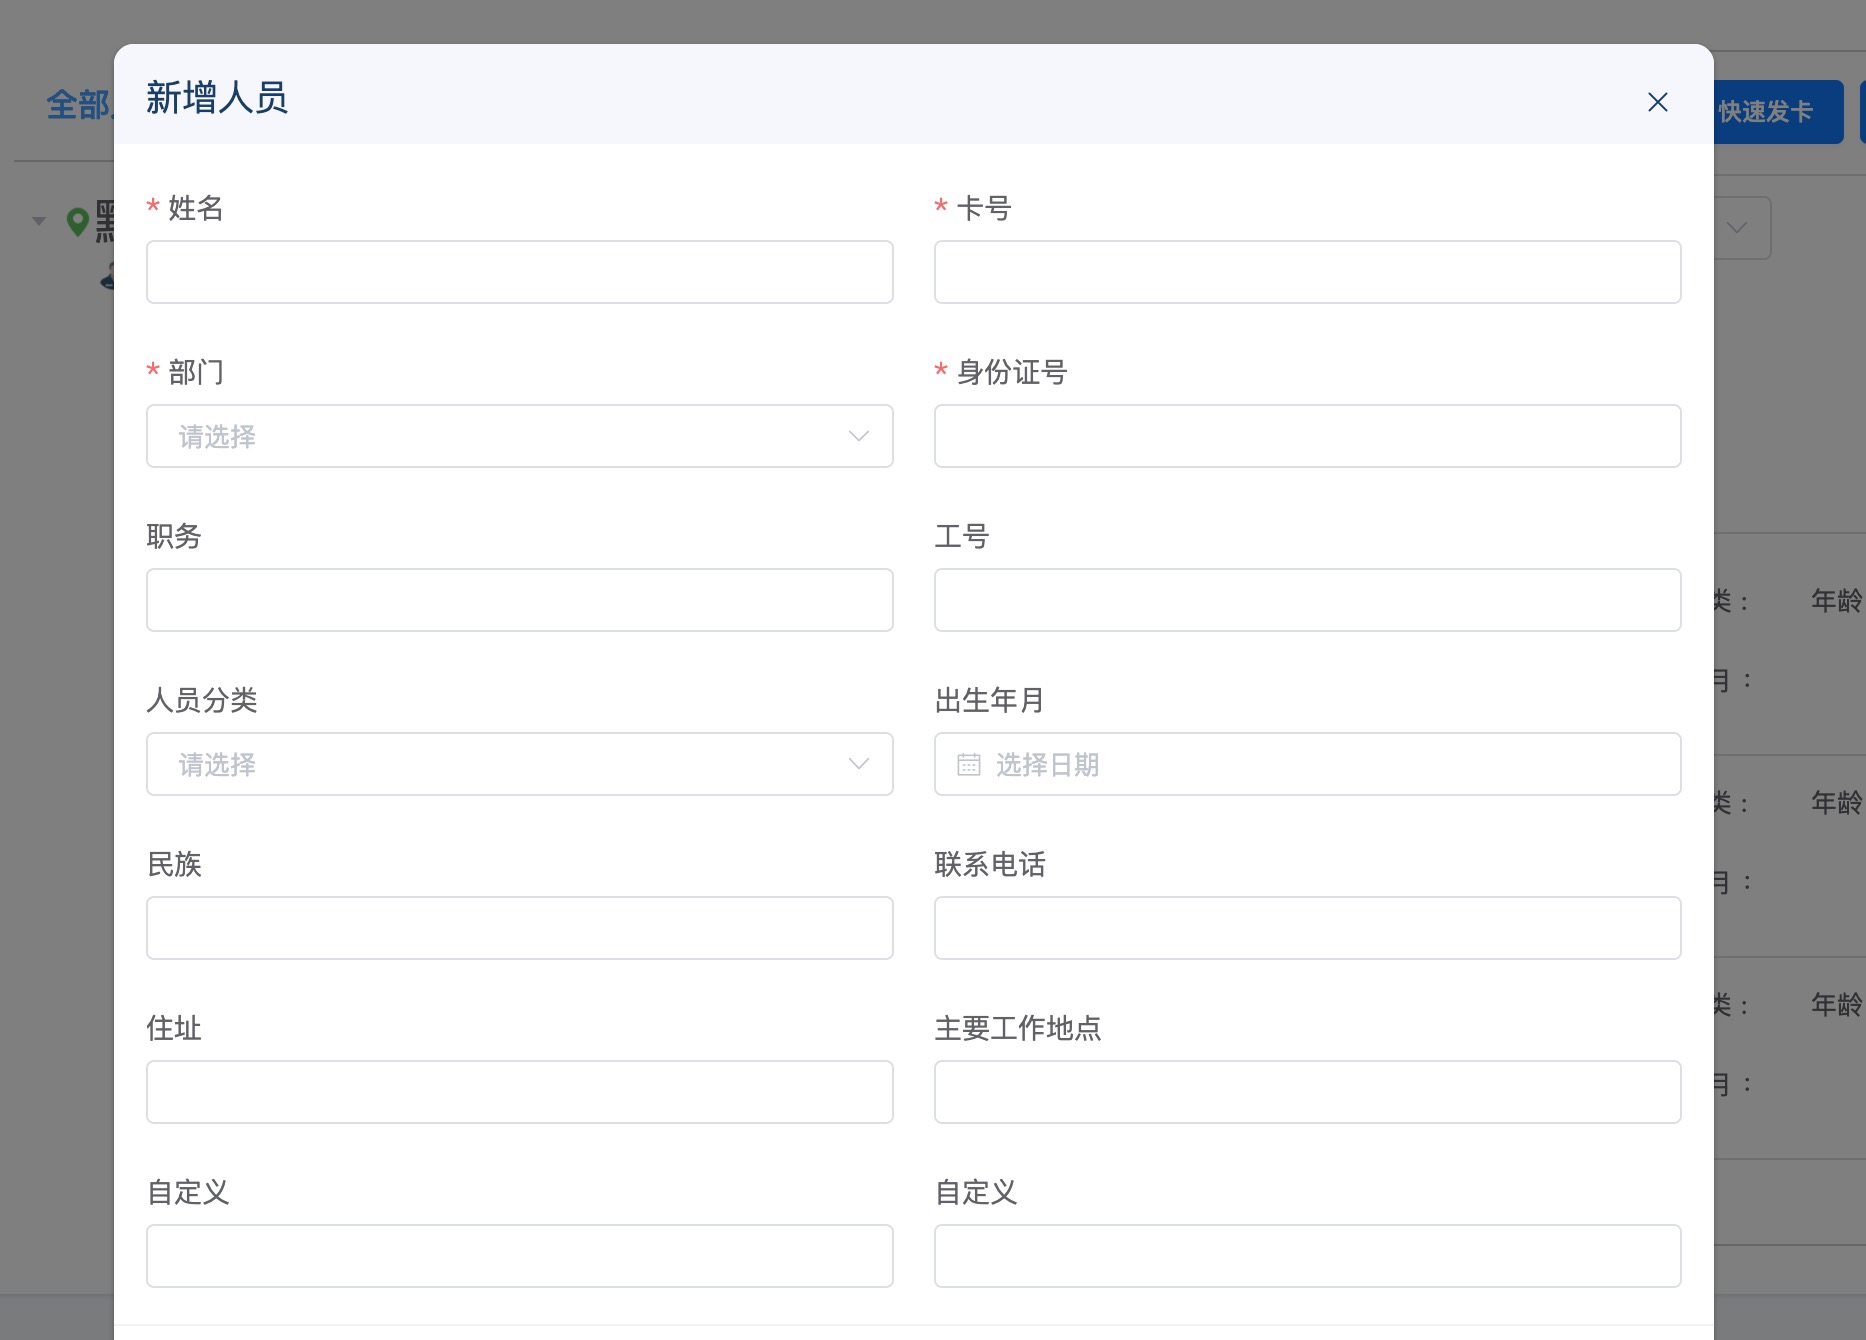 新增人员
全部
快速发卡
* 姓名
* 卡号
* 部门
* 身份证号
请选择
职务
工号
类： 年龄
人员分类
出生年月
月：
请选择
选择日期
类： 年龄
民族
联系电话
月：
住址
主要工作地点
类： 年龄
月：
自定义
自定义